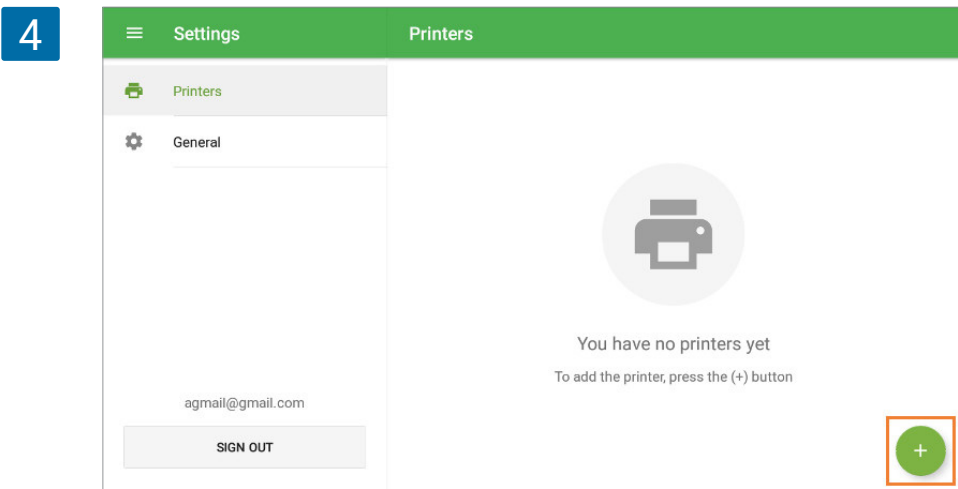 4
Settings
Printers
Printers
General
You have no printers yet
To add the printer, press the (+) button
agmail@gmail.com
SIGN OUT
+